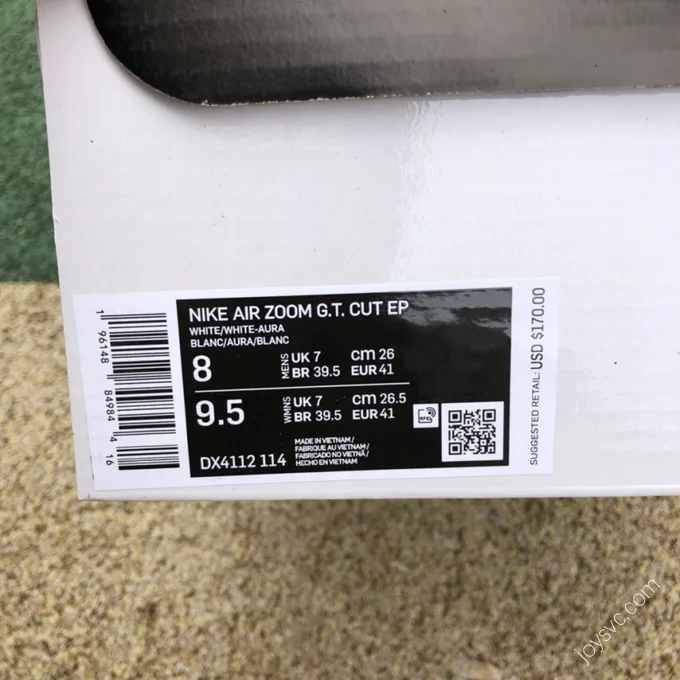 NIKE AIR ZOOM G.T. CUT EP
WHITE/WHITE-AURA
BLANC/AURA/BLANC
8 MENS UK 7 cm 26
BR 39.5 EUR 41
9.5 WMNS UK 7 cm 26.5
BR 39.5 EUR 41
DX4112 114
MADE IN VIETNAM /
FABRIQUE AU VIETNAM /
FABRICADO NO VIETNÃ /
HECHO EN VIETNAM
1 96148 84984 4 16
SUGGESTED RETAIL: USD $170.00
joysvc.com